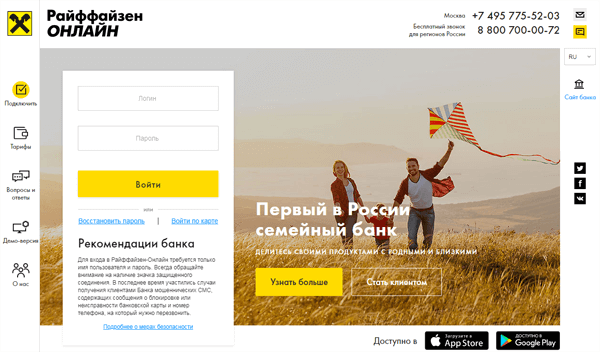 Райффайзен
ОНЛАЙН
Москва +7 495 775-52-03
Бесплатный звонок
для регионов России 8 800 700-00-72
RU
Сайт банка
Подключить
Тарифы
Вопросы и
ответы
Демо-версия
О нас
Логин
Пароль
Войти
или
Восстановить пароль | Войти по карте
Рекомендации банка
Для входа в Райффайзен-Онлайн требуется только
имя пользователя и пароль. Всегда обращайте
внимание на наличие значка защищенного
соединения. В последнее время участились случаи
получения клиентами Банка мошеннических СМС,
содержащих сообщения о блокировке или
неисправности банковской карты и номер
телефона, на который нужно перезвонить.
Подробнее о мерах безопасности
Первый в России
семейный банк
ДЕЛИТЕСЬ СВОИМИ ПРОДУКТАМИ С РОДНЫМИ И БЛИЗКИМИ
Узнать больше
Стать клиентом
Доступно в
Загрузите в
App Store
ДОСТУПНО В
Google Play